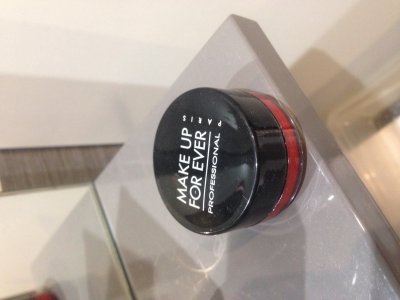 MAKE UP
FOR EVER
PROFESSIONAL
PARIS